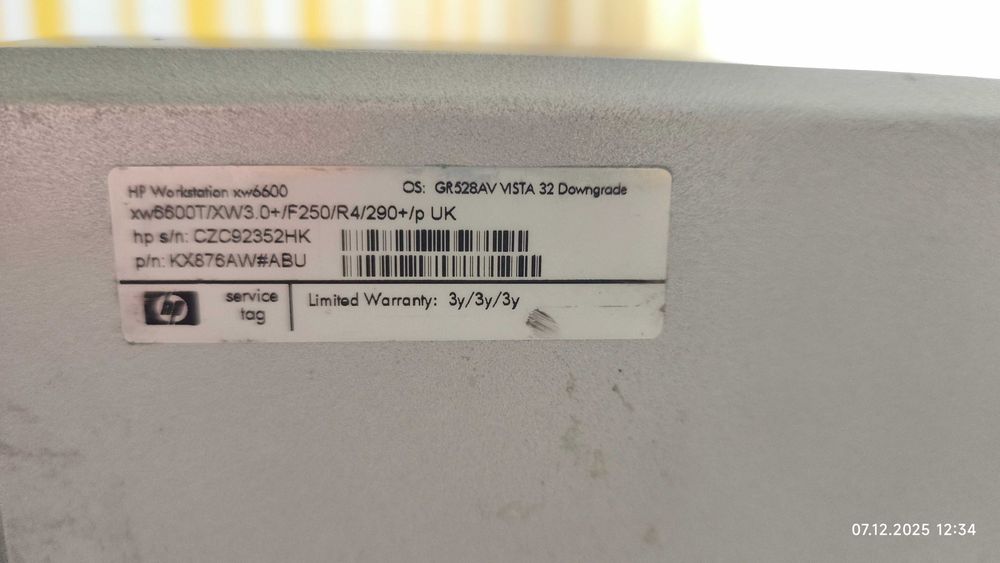 HP Workstation xw6600 OS: GR528AV VISTA 32 Downgrade
xw6600T/XW3.0+/F250/R4/290+/p UK
hp s/n: CZC92352HK
p/n: KX876AW#ABU
hp
service
tag
Limited Warranty: 3y/3y/3y
07.12.2025 12:34